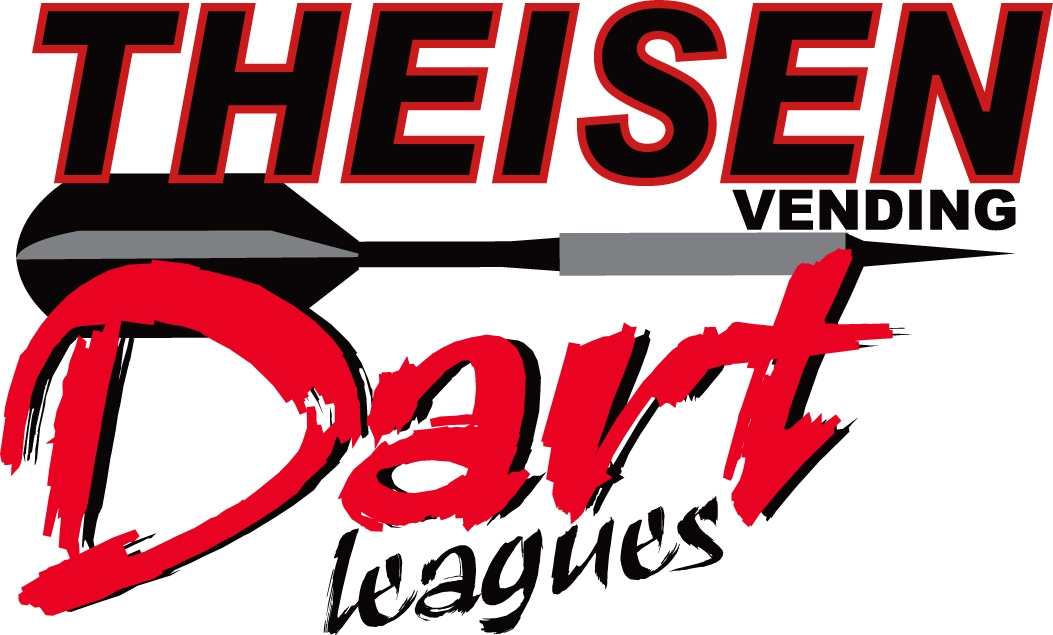 THEISEN
VENDING
Dart
leagues